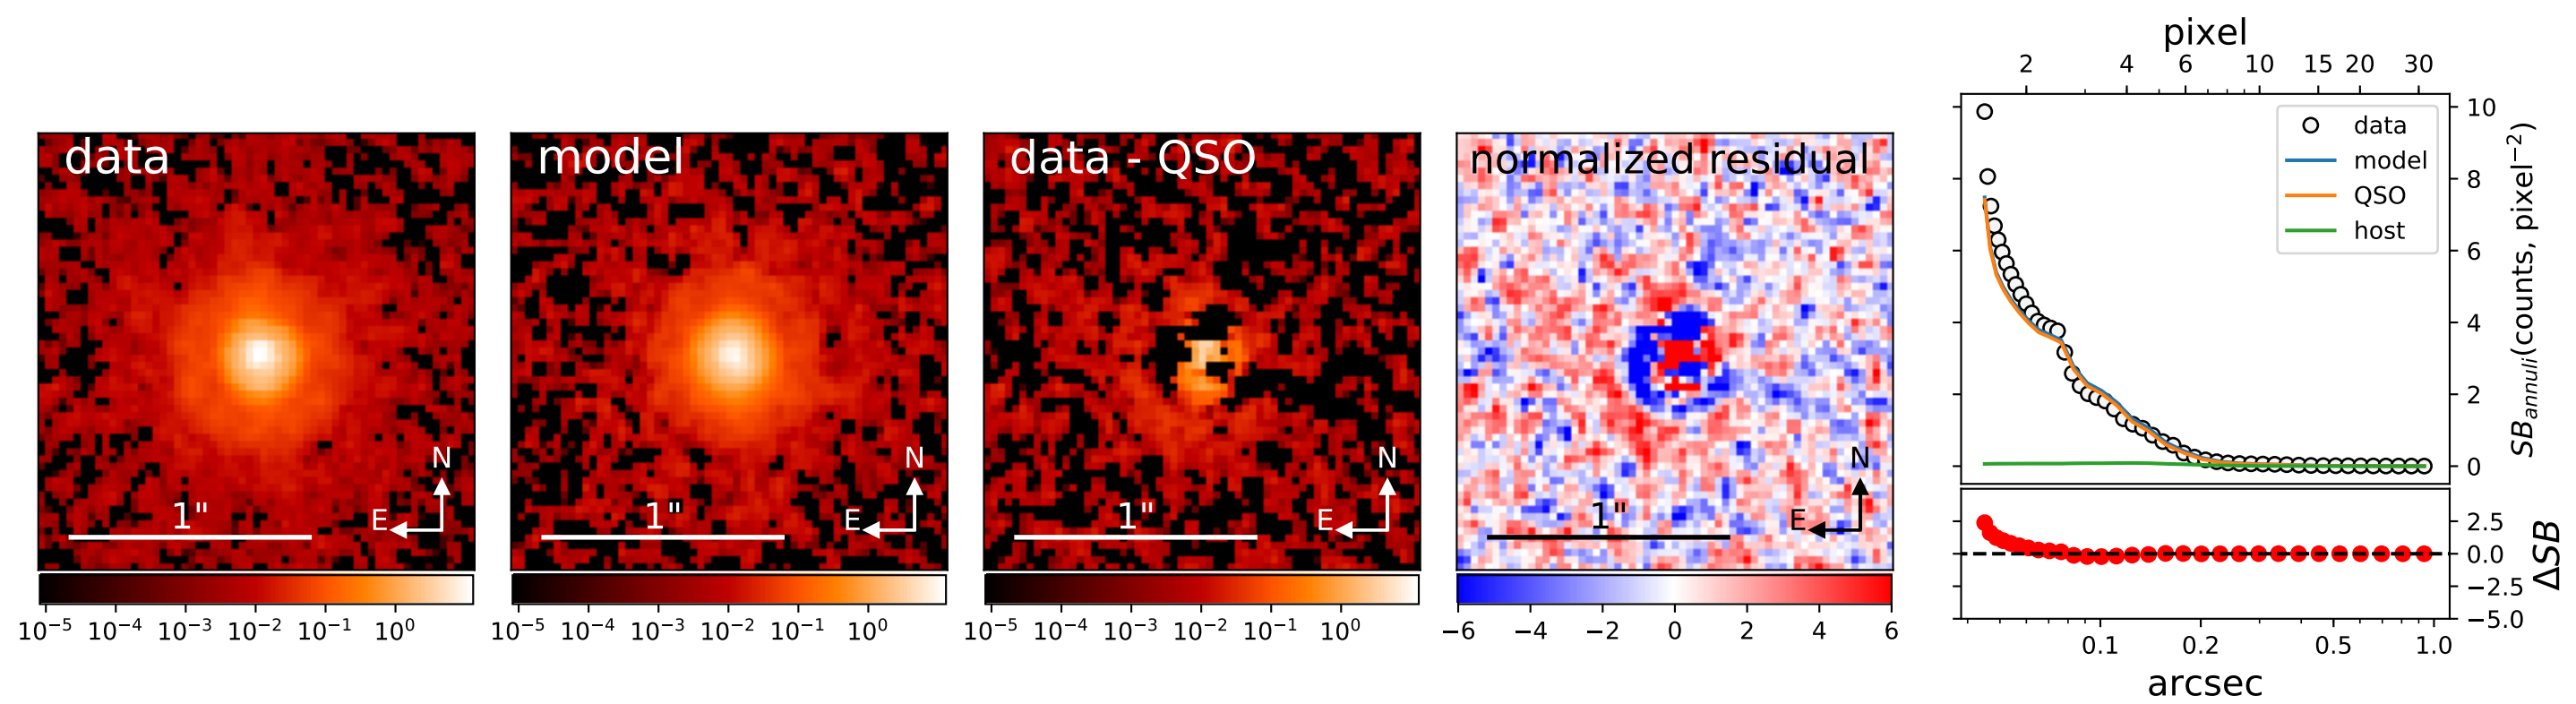 data
N
E
1"
10⁻⁵ 10⁻⁴ 10⁻³ 10⁻² 10⁻¹ 10⁰
model
N
E
1"
10⁻⁵ 10⁻⁴ 10⁻³ 10⁻² 10⁻¹ 10⁰
data - QSO
N
E
1"
10⁻⁵ 10⁻⁴ 10⁻³ 10⁻² 10⁻¹ 10⁰
normalized residual
N
E
1"
−6 −4 −2 0 2 4 6
pixel
2 4 6 10 15 20 30
data
model
QSO
host
10
8
6
4
2
0
SB_annuli(counts, pixel⁻²)
2.5
0.0
−2.5
−5.0
ΔSB
0.1 0.2 0.5 1.0
arcsec